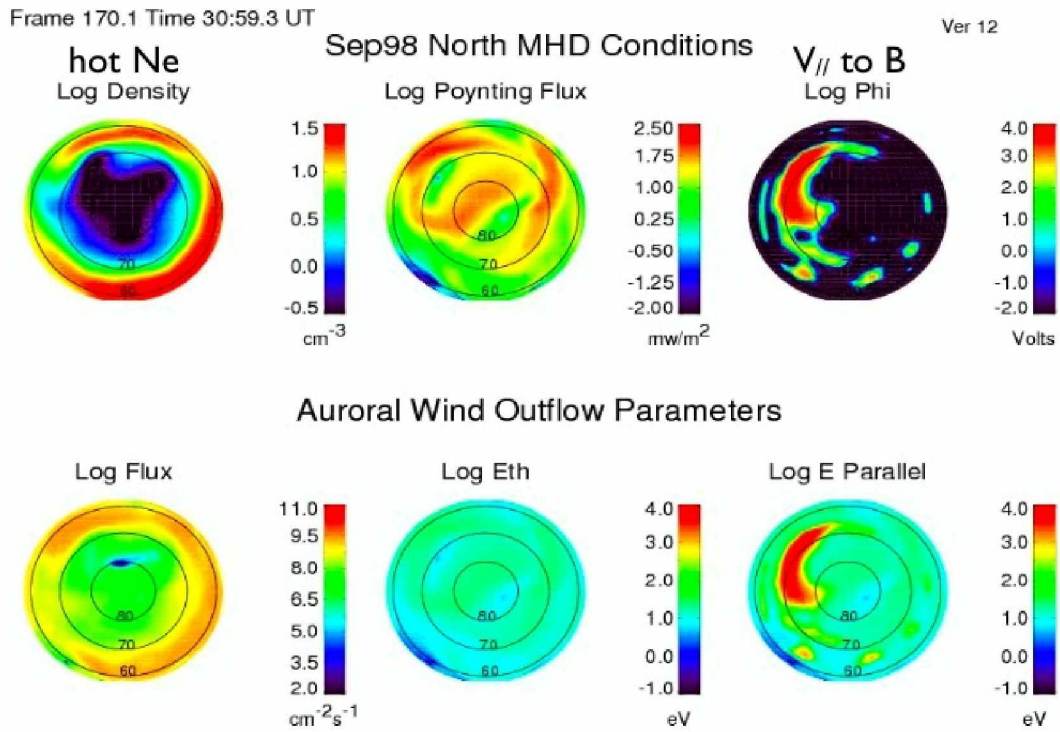 Frame 170.1 Time 30:59.3 UT
Ver 12
Sep98 North MHD Conditions
hot Ne
V// to B
Log Density
Log Poynting Flux
Log Phi
1.5
1.0
0.5
0.0
-0.5
cm-3
70
60
2.50
1.75
1.00
0.25
-0.50
-1.25
-2.00
mw/m2
80
70
60
4.0
3.0
2.0
1.0
0.0
-1.0
-2.0
Volts
Auroral Wind Outflow Parameters
Log Flux
Log Eth
Log E Parallel
11.0
9.5
8.0
6.5
5.0
3.5
2.0
cm-2s-1
80
70
60
4.0
3.0
2.0
1.0
0.0
-1.0
eV
80
70
60
4.0
3.0
2.0
1.0
0.0
-1.0
eV
80
70
60